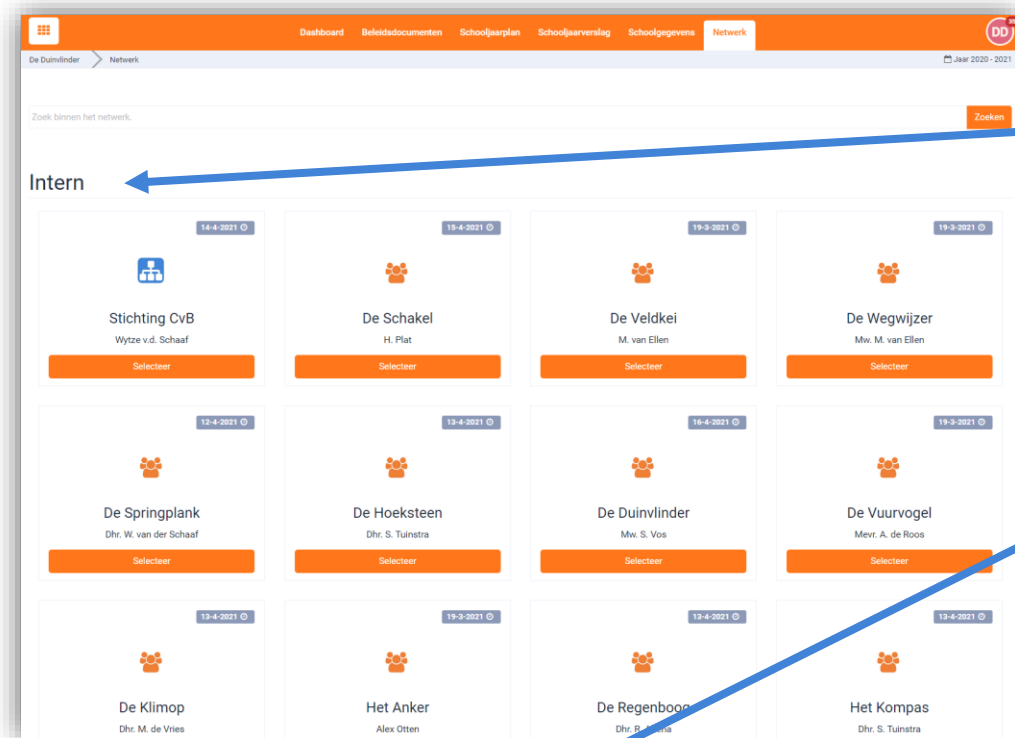 Dashboard Beleidsdocumenten Schooljaarplan Schooljaarverslag Schoolgegevens Netwerk DD
De Duinvlinder Netwerk Jaar 2020 - 2021
Zoek binnen het netwerk. Zoeken
Intern
14-4-2021 15-4-2021 19-3-2021 19-3-2021
Stichting CvB De Schakel De Veldkei De Wegwijzer
Wytze v.d. Schaaf H. Plat M. van Ellen Mw. M. van Ellen
Selecteer Selecteer Selecteer Selecteer
12-4-2021 13-4-2021 16-4-2021 19-3-2021
De Springplank De Hoeksteen De Duinvlinder De Vuurvogel
Dhr. W. van der Schaaf Dhr. S. Tuinstra Mw. S. Vos Mevr. A. de Roos
Selecteer Selecteer Selecteer Selecteer
13-4-2021 19-3-2021 13-4-2021 13-4-2021
De Klimop Het Anker De Regenboog Het Kompas
Dhr. M. de Vries Alex Otten Dhr. Dhr. S. Tuinstra